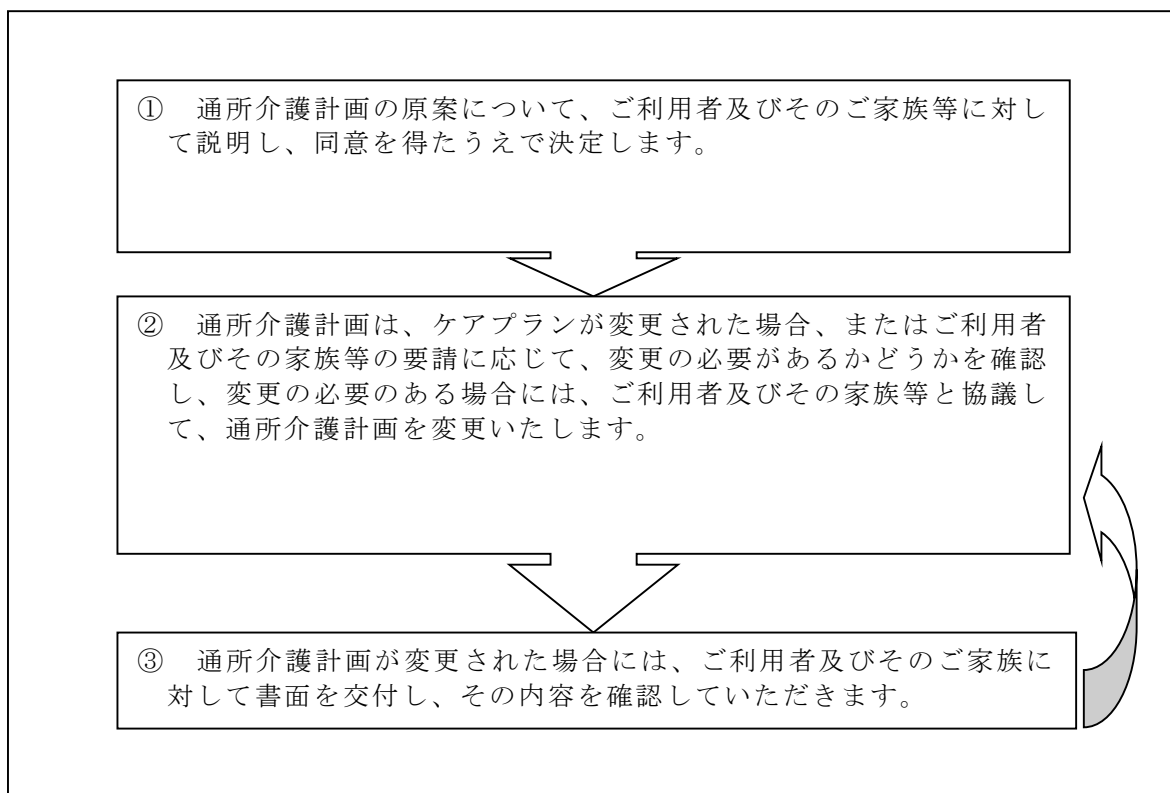 ① 通所介護計画の原案について、ご利用者及びそのご家族等に対し
て説明し、同意を得たうえで決定します。
② 通所介護計画は、ケアプランが変更された場合、またはご利用者
及びその家族等の要請に応じて、変更の必要があるかどうかを確認
し、変更の必要のある場合には、ご利用者及びその家族等と協議し
て、通所介護計画を変更いたします。
③ 通所介護計画が変更された場合には、ご利用者及びそのご家族に
対して書面を交付し、その内容を確認していただきます。